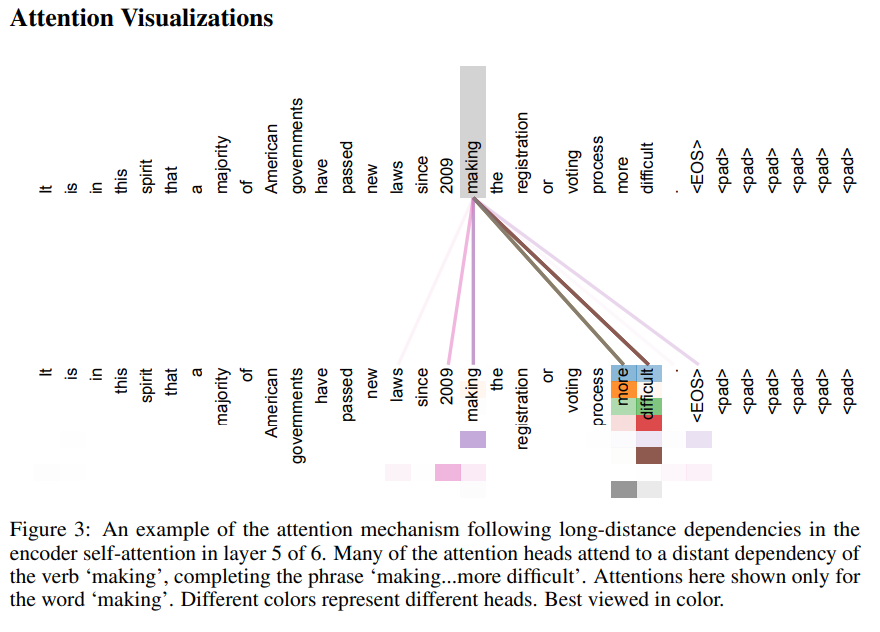 Attention Visualizations
It is in this spirit that a majority of American governments have passed new laws since 2009 making the registration or voting process more difficult . <EOS> <pad> <pad> <pad> <pad> <pad> <pad>
It is in this spirit that a majority of American governments have passed new laws since 2009 making the registration or voting process more difficult . <EOS> <pad> <pad> <pad> <pad> <pad> <pad>
Figure 3: An example of the attention mechanism following long-distance dependencies in the
encoder self-attention in layer 5 of 6. Many of the attention heads attend to a distant dependency of
the verb ‘making’, completing the phrase ‘making...more difficult’. Attentions here shown only for
the word ‘making’. Different colors represent different heads. Best viewed in color.